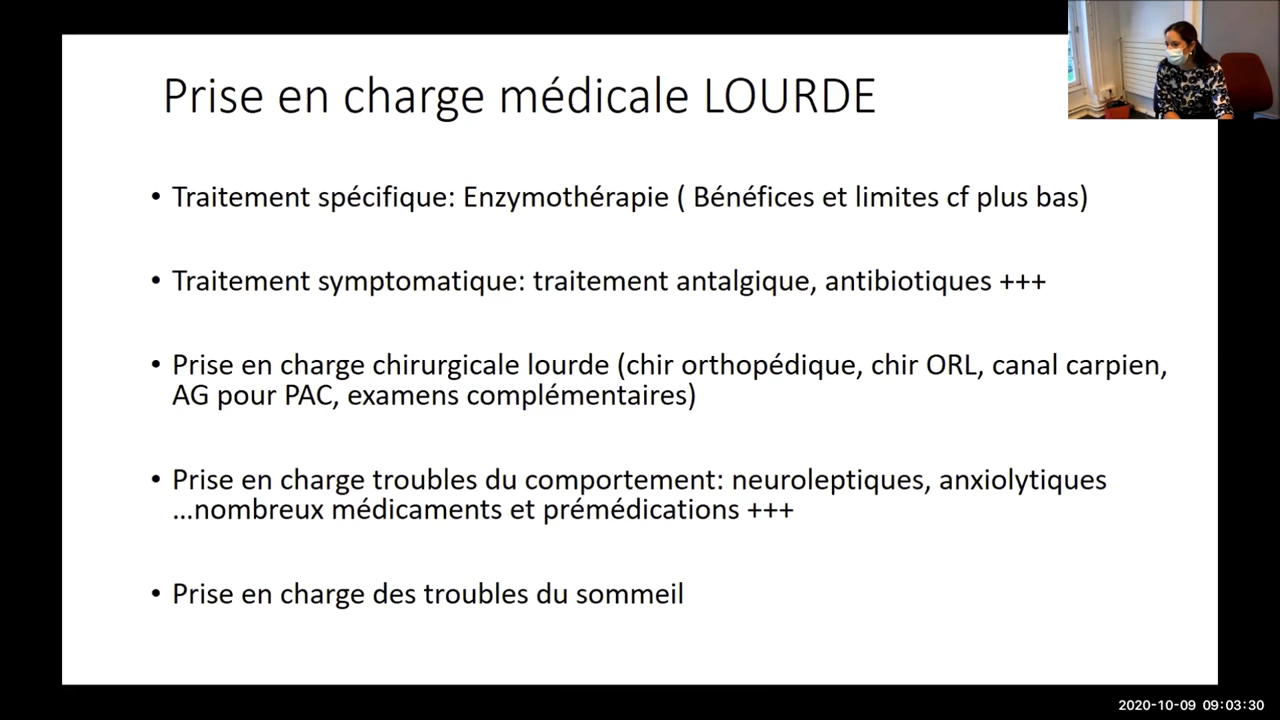 Prise en charge médicale LOURDE
• Traitement spécifique: Enzymothérapie ( Bénéfices et limites cf plus bas)
• Traitement symptomatique: traitement antalgique, antibiotiques +++
• Prise en charge chirurgicale lourde (chir orthopédique, chir ORL, canal carpien,
AG pour PAC, examens complémentaires)
• Prise en charge troubles du comportement: neuroleptiques, anxiolytiques
...nombreux médicaments et prémédications +++
• Prise en charge des troubles du sommeil
2020-10-09 09:03:30